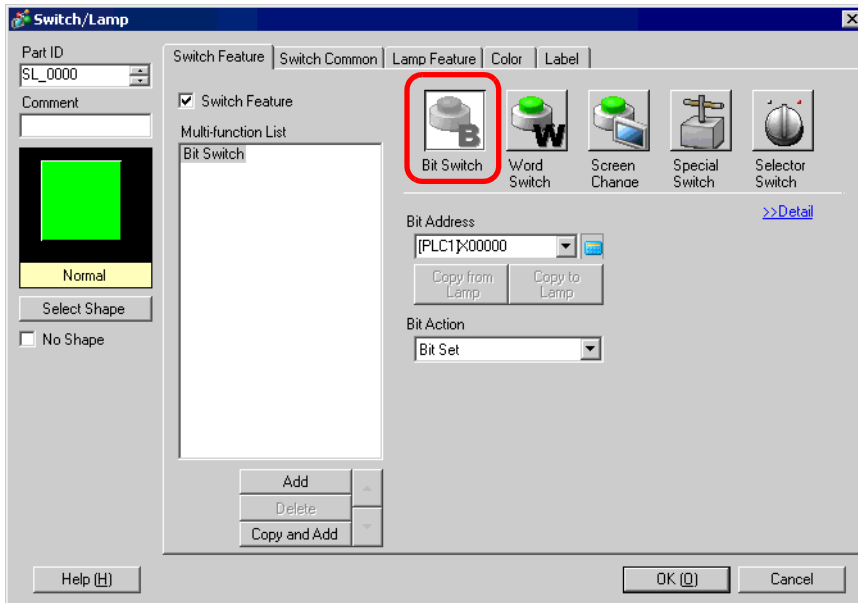 Switch/Lamp
Part ID
SL_0000
Comment
Normal
Select Shape
No Shape
Switch Feature
Switch Common
Lamp Feature
Color
Label
Switch Feature
Multi-function List
Bit Switch
Add
Delete
Copy and Add
B
W
Bit Switch
Word
Switch
Screen
Change
Special
Switch
Selector
Switch
>>Detail
Bit Address
[PLC1]X00000
Copy from
Lamp
Copy to
Lamp
Bit Action
Bit Set
Help (H)
OK (O)
Cancel